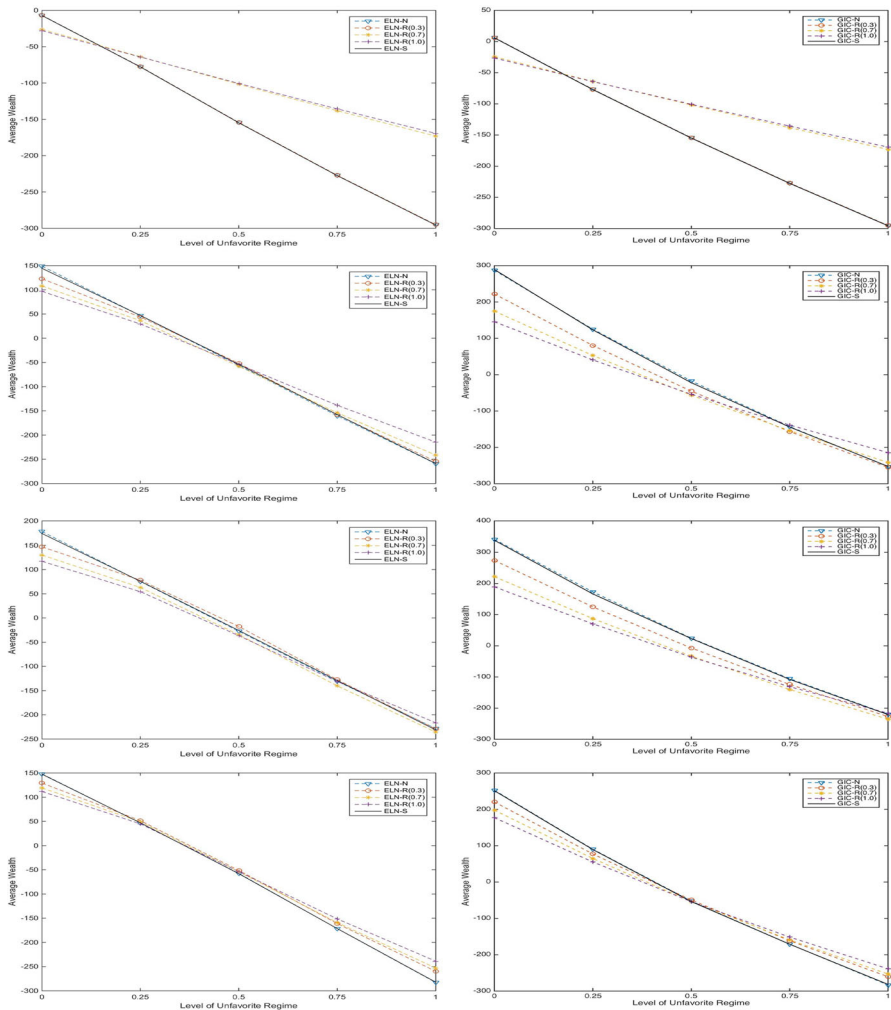 0
-50
-100
-150
-200
-250
-300
0
0.25
0.5
0.75
1
Average Wealth
Level of Unfavorite Regime
ELN-N
ELN-R(0.3)
ELN-R(0.7)
ELN-R(1.0)
ELN-S
50
0
-50
-100
-150
-200
-250
-300
0
0.25
0.5
0.75
1
Average Wealth
Level of Unfavorite Regime
GIC-N
GIC-R(0.3)
GIC-R(0.7)
GIC-R(1.0)
GIC-S
150
100
50
0
-50
-100
-150
-200
-250
-300
0
0.25
0.5
0.75
1
Average Wealth
Level of Unfavorite Regime
ELN-N
ELN-R(0.3)
ELN-R(0.7)
ELN-R(1.0)
ELN-S
300
200
100
0
-100
-200
-300
0
0.25
0.5
0.75
1
Average Wealth
Level of Unfavorite Regime
GIC-N
GIC-R(0.3)
GIC-R(0.7)
GIC-R(1.0)
GIC-S
200
150
100
50
0
-50
-100
-150
-200
-250
0
0.25
0.5
0.75
1
Average Wealth
Level of Unfavorite Regime
ELN-N
ELN-R(0.3)
ELN-R(0.7)
ELN-R(1.0)
ELN-S
400
300
200
100
0
-100
-200
-300
0
0.25
0.5
0.75
1
Average Wealth
Level of Unfavorite Regime
GIC-N
GIC-R(0.3)
GIC-R(0.7)
GIC-R(1.0)
GIC-S
150
100
50
0
-50
-100
-150
-200
-250
-300
0
0.25
0.5
0.75
1
Average Wealth
Level of Unfavorite Regime
ELN-N
ELN-R(0.3)
ELN-R(0.7)
ELN-R(1.0)
ELN-S
300
200
100
0
-100
-200
-300
0
0.25
0.5
0.75
1
Average Wealth
Level of Unfavorite Regime
GIC-N
GIC-R(0.3)
GIC-R(0.7)
GIC-R(1.0)
GIC-S